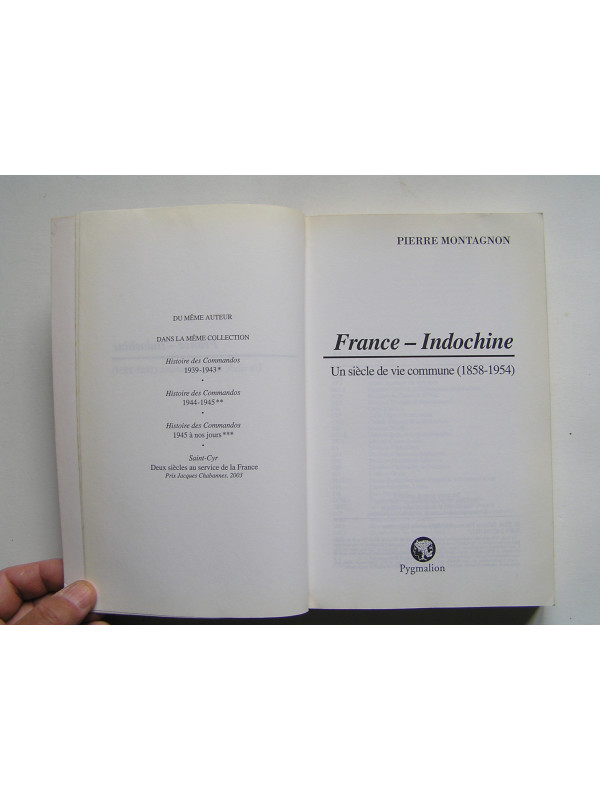 DU MÊME AUTEUR
DANS LA MÊME COLLECTION
Histoire des Commandos
1939-1943*
•
Histoire des Commandos
1944-1945**
•
Histoire des Commandos
1945 à nos jours***
•
Saint-Cyr
Deux siècles au service de la France
Prix Jacques Chabannes, 2003
PIERRE MONTAGNON
France – Indochine
Un siècle de vie commune (1858-1954)
Pygmalion